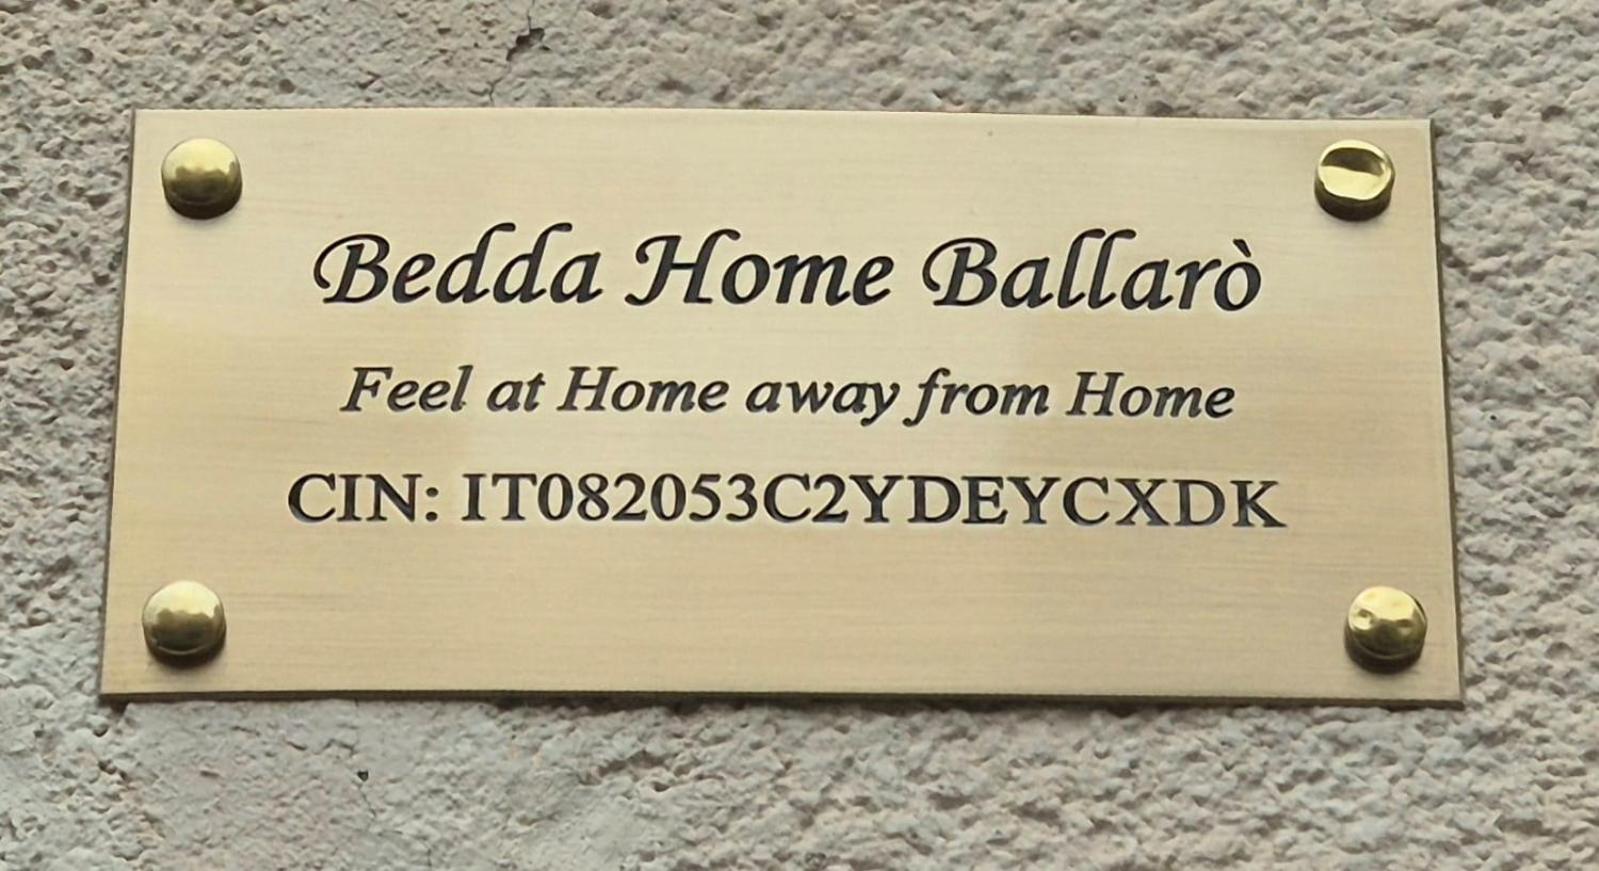 Bedda Home Ballarò
Feel at Home away from Home
CIN: IT082053C2YDEYCXDK